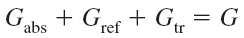 G_abs + G_ref + G_tr = G